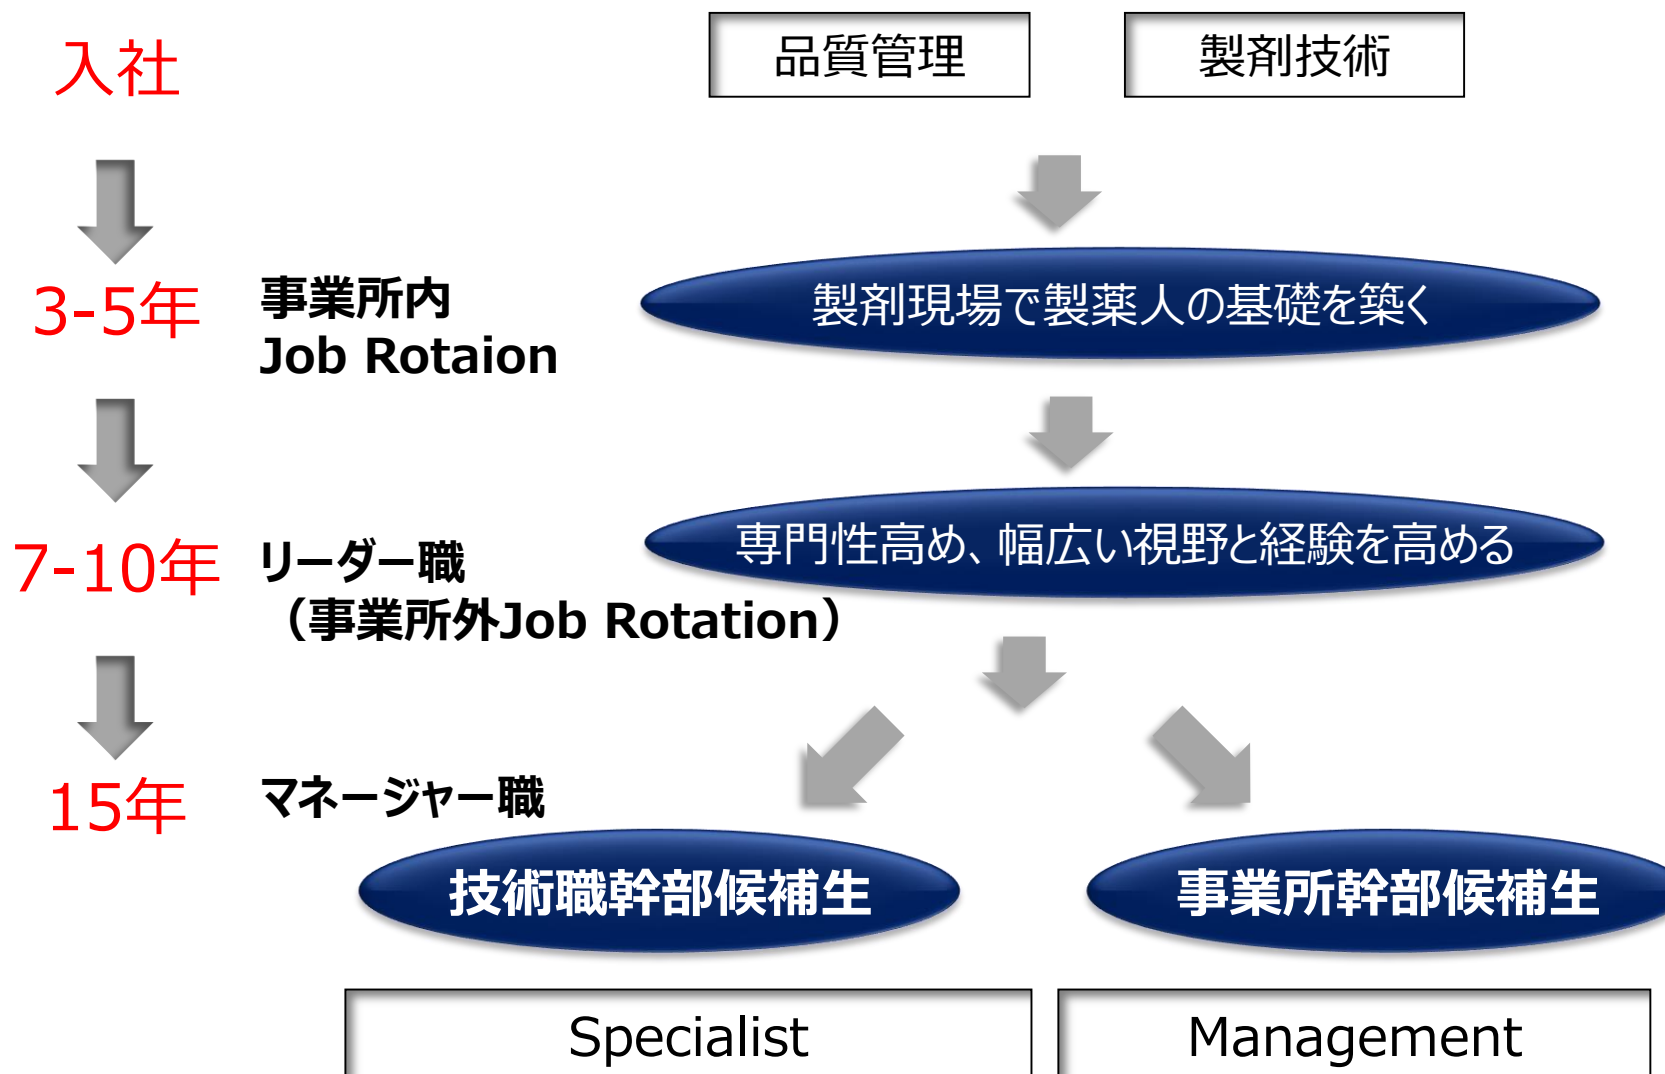 入社
品質管理
製剤技術
3-5年
事業所内
Job Rotaion
製剤現場で製薬人の基礎を築く
7-10年
リーダー職
（事業所外Job Rotation）
専門性高め、幅広い視野と経験を高める
15年
マネージャー職
技術職幹部候補生
事業所幹部候補生
Specialist
Management